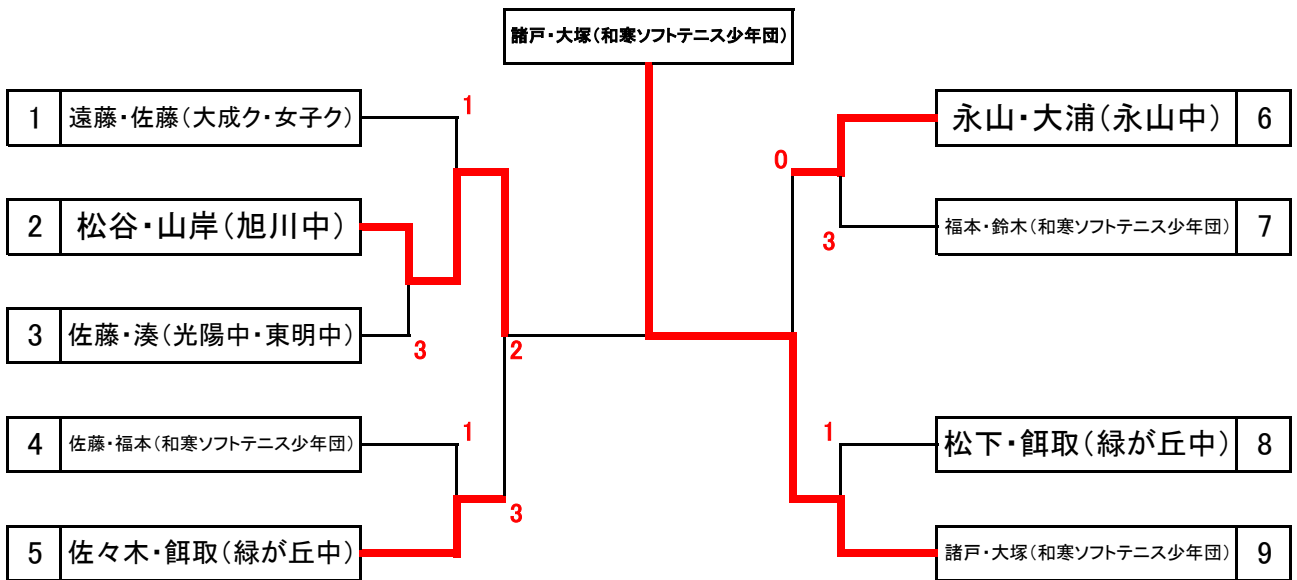 諸戸・大塚(和寒ソフトテニス少年団)
1 遠藤・佐藤(大成ク・女子ク)
1
2 松谷・山岸(旭川中)
3 佐藤・湊(光陽中・東明中)
3
2
4 佐藤・福本(和寒ソフトテニス少年団)
1
5 佐々木・餌取(緑が丘中)
3
永山・大浦(永山中) 6
0
福本・鈴木(和寒ソフトテニス少年団) 7
3
松下・餌取(緑が丘中) 8
1
諸戸・大塚(和寒ソフトテニス少年団) 9